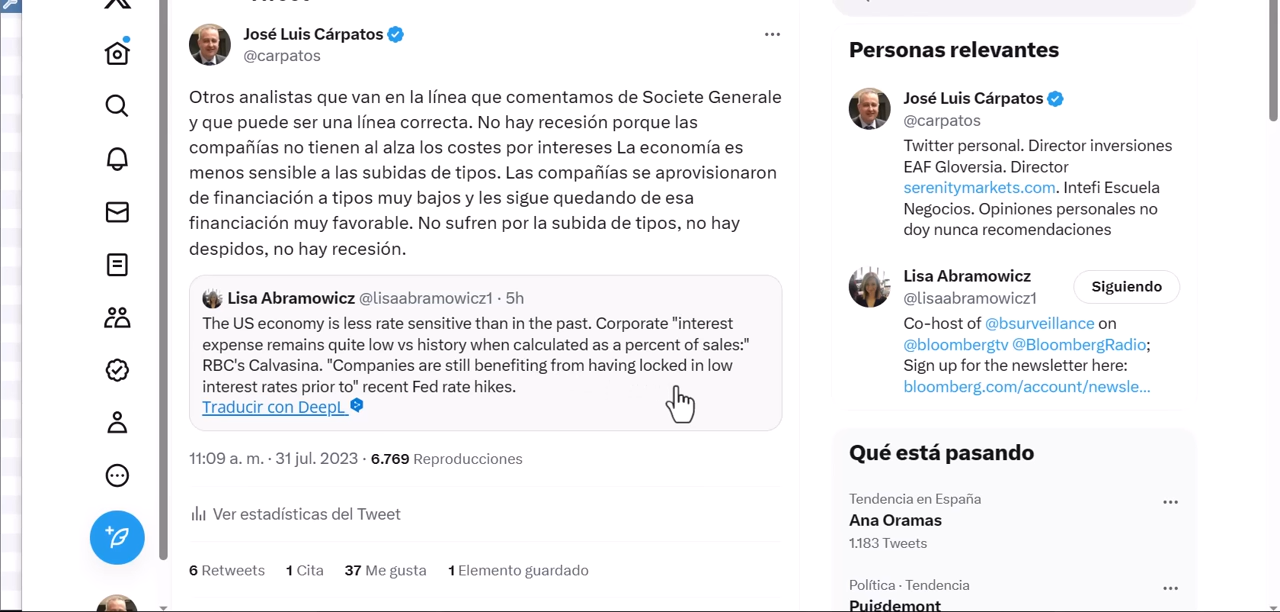 José Luis Cárpatos
@carpatos
Otros analistas que van en la línea que comentamos de Societe Generale
y que puede ser una línea correcta. No hay recesión porque las
compañías no tienen al alza los costes por intereses La economía es
menos sensible a las subidas de tipos. Las compañías se aprovisionaron
de financiación a tipos muy bajos y les sigue quedando de esa
financiación muy favorable. No sufren por la subida de tipos, no hay
despidos, no hay recesión.
Lisa Abramowicz @lisaabramowicz1 · 5h
The US economy is less rate sensitive than in the past. Corporate "interest
expense remains quite low vs history when calculated as a percent of sales:"
RBC's Calvasina. "Companies are still benefiting from having locked in low
interest rates prior to" recent Fed rate hikes.
Traducir con DeepL
11:09 a. m. · 31 jul. 2023 · 6.769 Reproducciones
Ver estadísticas del Tweet
6 Retweets 1 Cita 37 Me gusta 1 Elemento guardado
Personas relevantes
José Luis Cárpatos
@carpatos
Twitter personal. Director inversiones
EAF Gloversia. Director
serenitymarkets.com. Intefi Escuela
Negocios. Opiniones personales no
doy nunca recomendaciones
Lisa Abramowicz
@lisaabramowicz1
Siguiendo
Co-host of @bsurveillance on
@bloombergtv @BloombergRadio;
Sign up for the newsletter here:
bloomberg.com/account/newsle...
Qué está pasando
Tendencia en España
Ana Oramas
1.183 Tweets
Política · Tendencia
Puigdemont